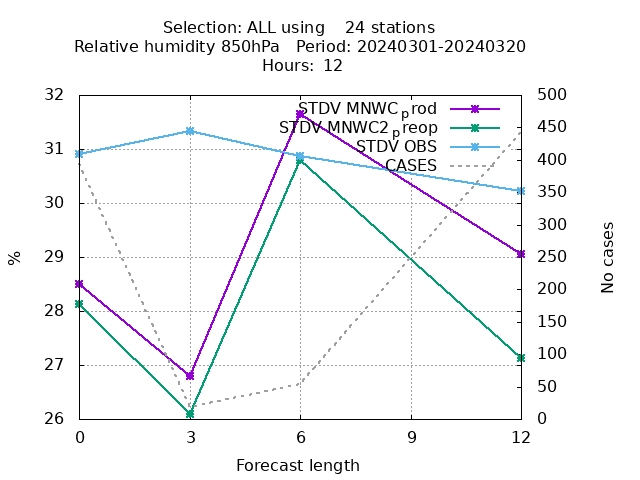 Selection: ALL using    24 stations
Relative humidity 850hPa   Period: 20240301-20240320
Hours:  12
STDV MNWC_prod
STDV MNWC2_preop
STDV OBS
CASES
32
31
30
29
28
27
26
%
500
450
400
350
300
250
200
150
100
50
0
No cases
0 3 6 9 12
Forecast length